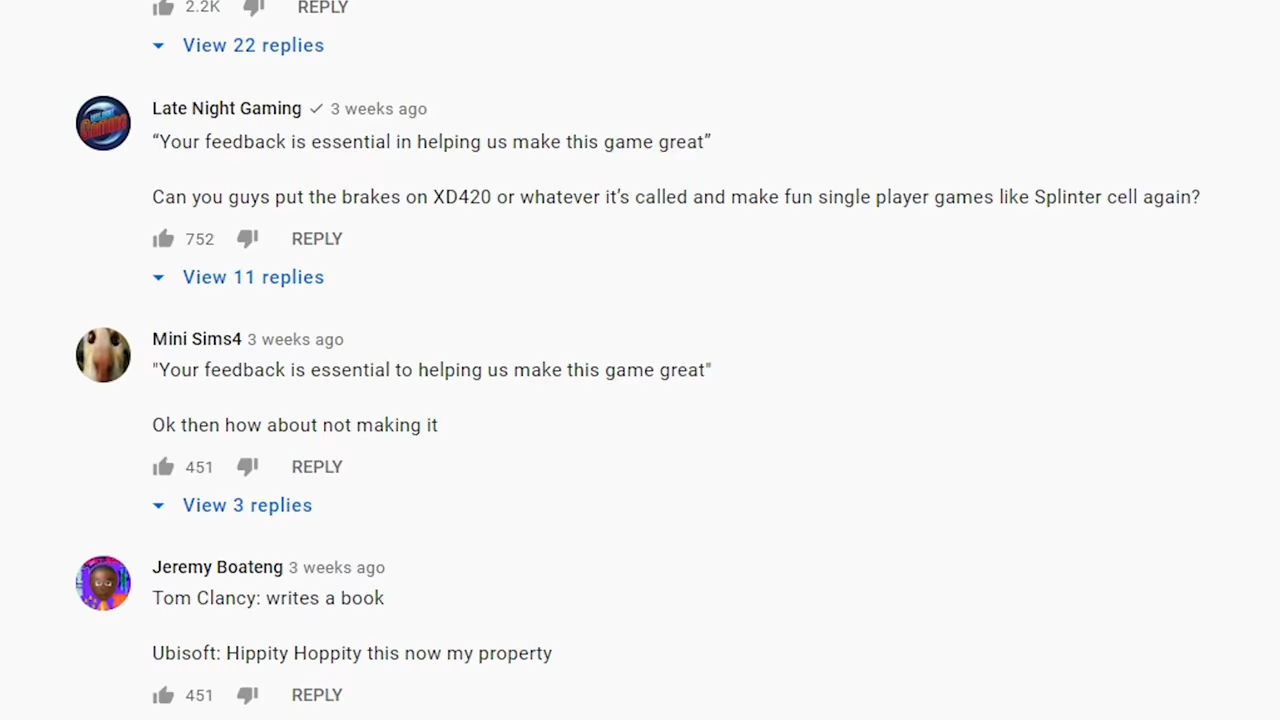 2.2K REPLY
View 22 replies
Late Night Gaming 3 weeks ago
“Your feedback is essential in helping us make this game great”
Can you guys put the brakes on XD420 or whatever it’s called and make fun single player games like Splinter cell again?
752 REPLY
View 11 replies
Mini Sims4 3 weeks ago
"Your feedback is essential to helping us make this game great"
Ok then how about not making it
451 REPLY
View 3 replies
Jeremy Boateng 3 weeks ago
Tom Clancy: writes a book
Ubisoft: Hippity Hoppity this now my property
451 REPLY